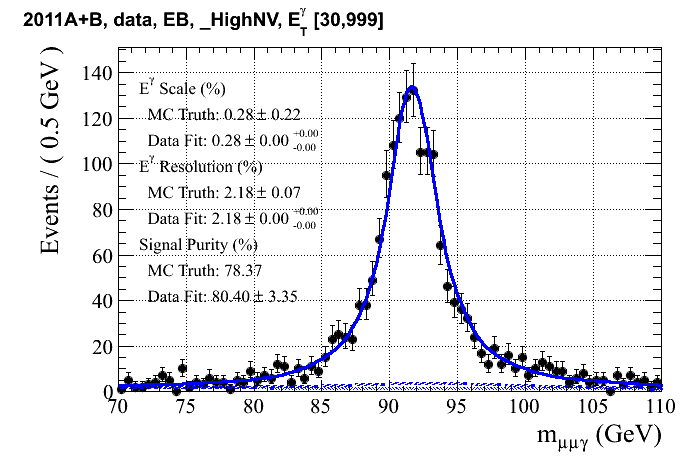 2011A+B, data, EB, _HighNV, E_T^γ [30,999]
Events / ( 0.5 GeV )
140
120
100
80
60
40
20
0
E^γ Scale (%)
MC Truth: 0.28 ± 0.22
Data Fit: 0.28 ± 0.00 +0.00 -0.00
E^γ Resolution (%)
MC Truth: 2.18 ± 0.07
Data Fit: 2.18 ± 0.00 +0.00 -0.00
Signal Purity (%)
MC Truth: 78.37
Data Fit: 80.40 ± 3.35
70 75 80 85 90 95 100 105 110
m_μμγ (GeV)